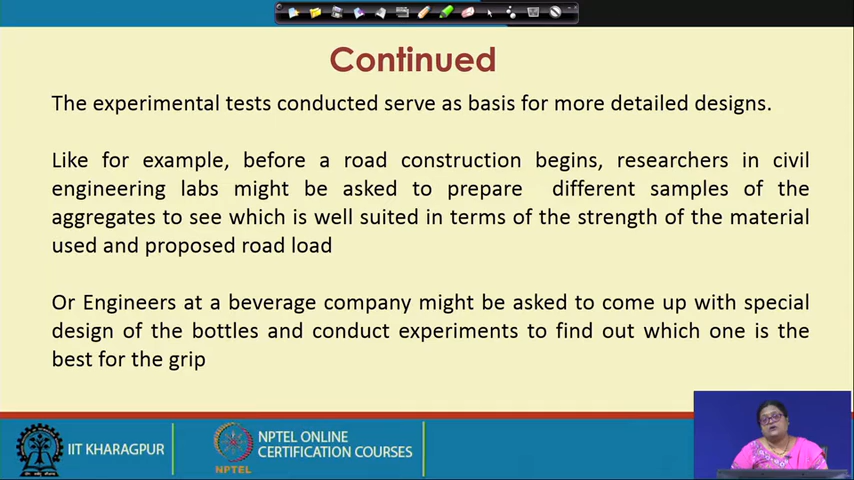 Continued
The experimental tests conducted serve as basis for more detailed designs.
Like for example, before a road construction begins, researchers in civil
engineering labs might be asked to prepare different samples of the
aggregates to see which is well suited in terms of the strength of the material
used and proposed road load
Or Engineers at a beverage company might be asked to come up with special
design of the bottles and conduct experiments to find out which one is the
best for the grip
IIT KHARAGPUR
NPTEL
NPTEL ONLINE
CERTIFICATION COURSES